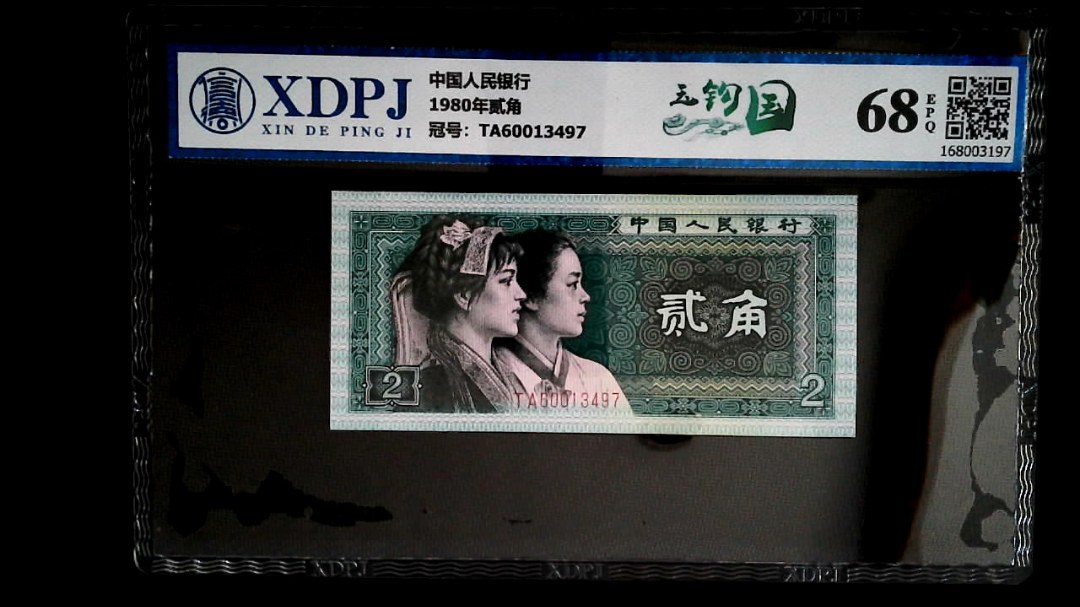 XDPJ
XIN DE PING JI
中国人民银行
1980年贰角
冠号：TA60013497
玉钩国
68
EPQ
168003197
中国人民银行
贰角
2
2
TA60013497
XDPJ
XDPJ
XDPJ
XDPJ